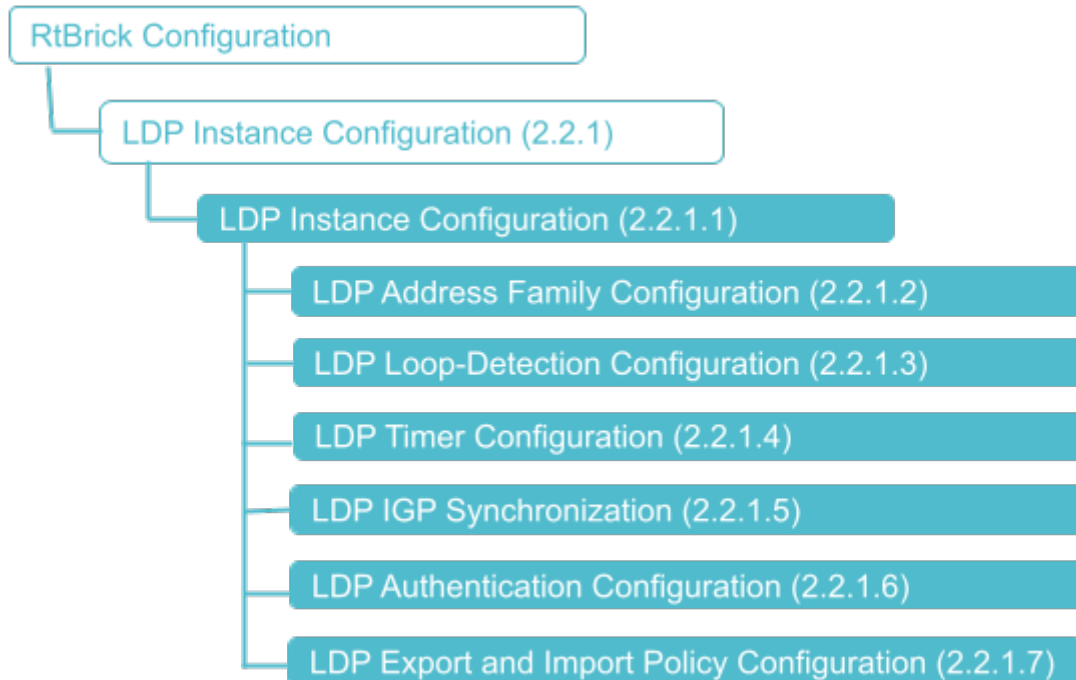 RtBrick Configuration
LDP Instance Configuration (2.2.1)
LDP Instance Configuration (2.2.1.1)
LDP Address Family Configuration (2.2.1.2)
LDP Loop-Detection Configuration (2.2.1.3)
LDP Timer Configuration (2.2.1.4)
LDP IGP Synchronization (2.2.1.5)
LDP Authentication Configuration (2.2.1.6)
LDP Export and Import Policy Configuration (2.2.1.7)